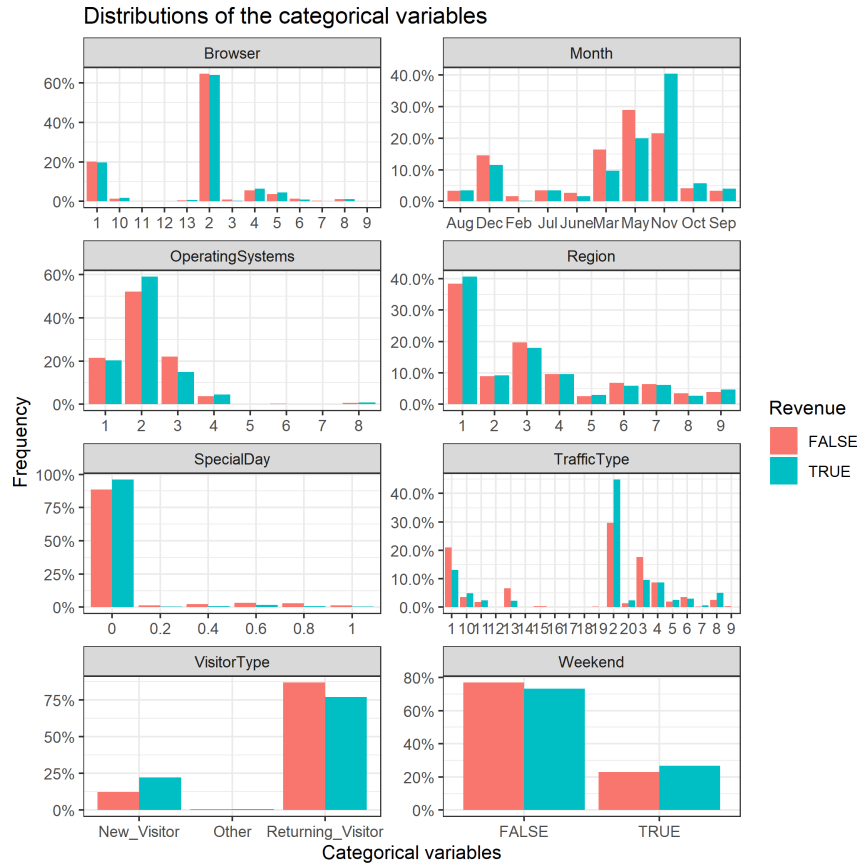 Distributions of the categorical variables
Browser
60%
40%
20%
0%
1 10 11 12 13 2 3 4 5 6 7 8 9
Month
40.0%
30.0%
20.0%
10.0%
0.0%
Aug Dec Feb Jul June Mar May Nov Oct Sep
OperatingSystems
60%
40%
20%
0%
1 2 3 4 5 6 7 8
Region
40.0%
30.0%
20.0%
10.0%
0.0%
1 2 3 4 5 6 7 8 9
SpecialDay
100%
75%
50%
25%
0%
0 0.2 0.4 0.6 0.8 1
TrafficType
40.0%
30.0%
20.0%
10.0%
0.0%
1 10 11 12 13 14 15 16 17 18 19 2 20 3 4 5 6 7 8 9
VisitorType
75%
50%
25%
0%
New_Visitor Other Returning_Visitor
Weekend
80%
60%
40%
20%
0%
FALSE TRUE
Frequency
Categorical variables
Revenue
FALSE
TRUE